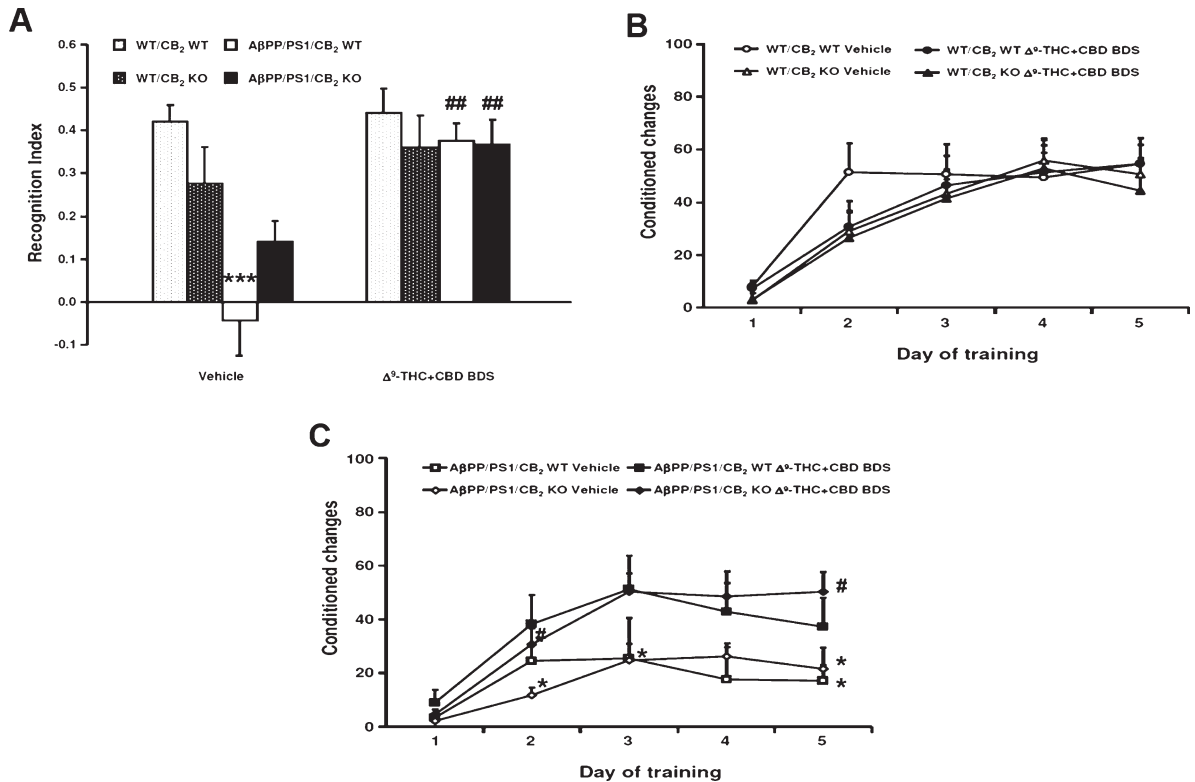 A
WT/CB₂ WT AβPP/PS1/CB₂ WT
WT/CB₂ KO AβPP/PS1/CB₂ KO
Recognition Index
0.6
0.5
0.4
0.3
0.2
0.1
0.0
-0.1
***
## ##
Vehicle Δ⁹-THC+CBD BDS
B
WT/CB₂ WT Vehicle WT/CB₂ WT Δ⁹-THC+CBD BDS
WT/CB₂ KO Vehicle WT/CB₂ KO Δ⁹-THC+CBD BDS
Conditioned changes
100
80
60
40
20
0
1 2 3 4 5
Day of training
C
AβPP/PS1/CB₂ WT Vehicle AβPP/PS1/CB₂ WT Δ⁹-THC+CBD BDS
AβPP/PS1/CB₂ KO Vehicle AβPP/PS1/CB₂ KO Δ⁹-THC+CBD BDS
Conditioned changes
100
80
60
40
20
0
#
#
*
*
*
*
1 2 3 4 5
Day of training